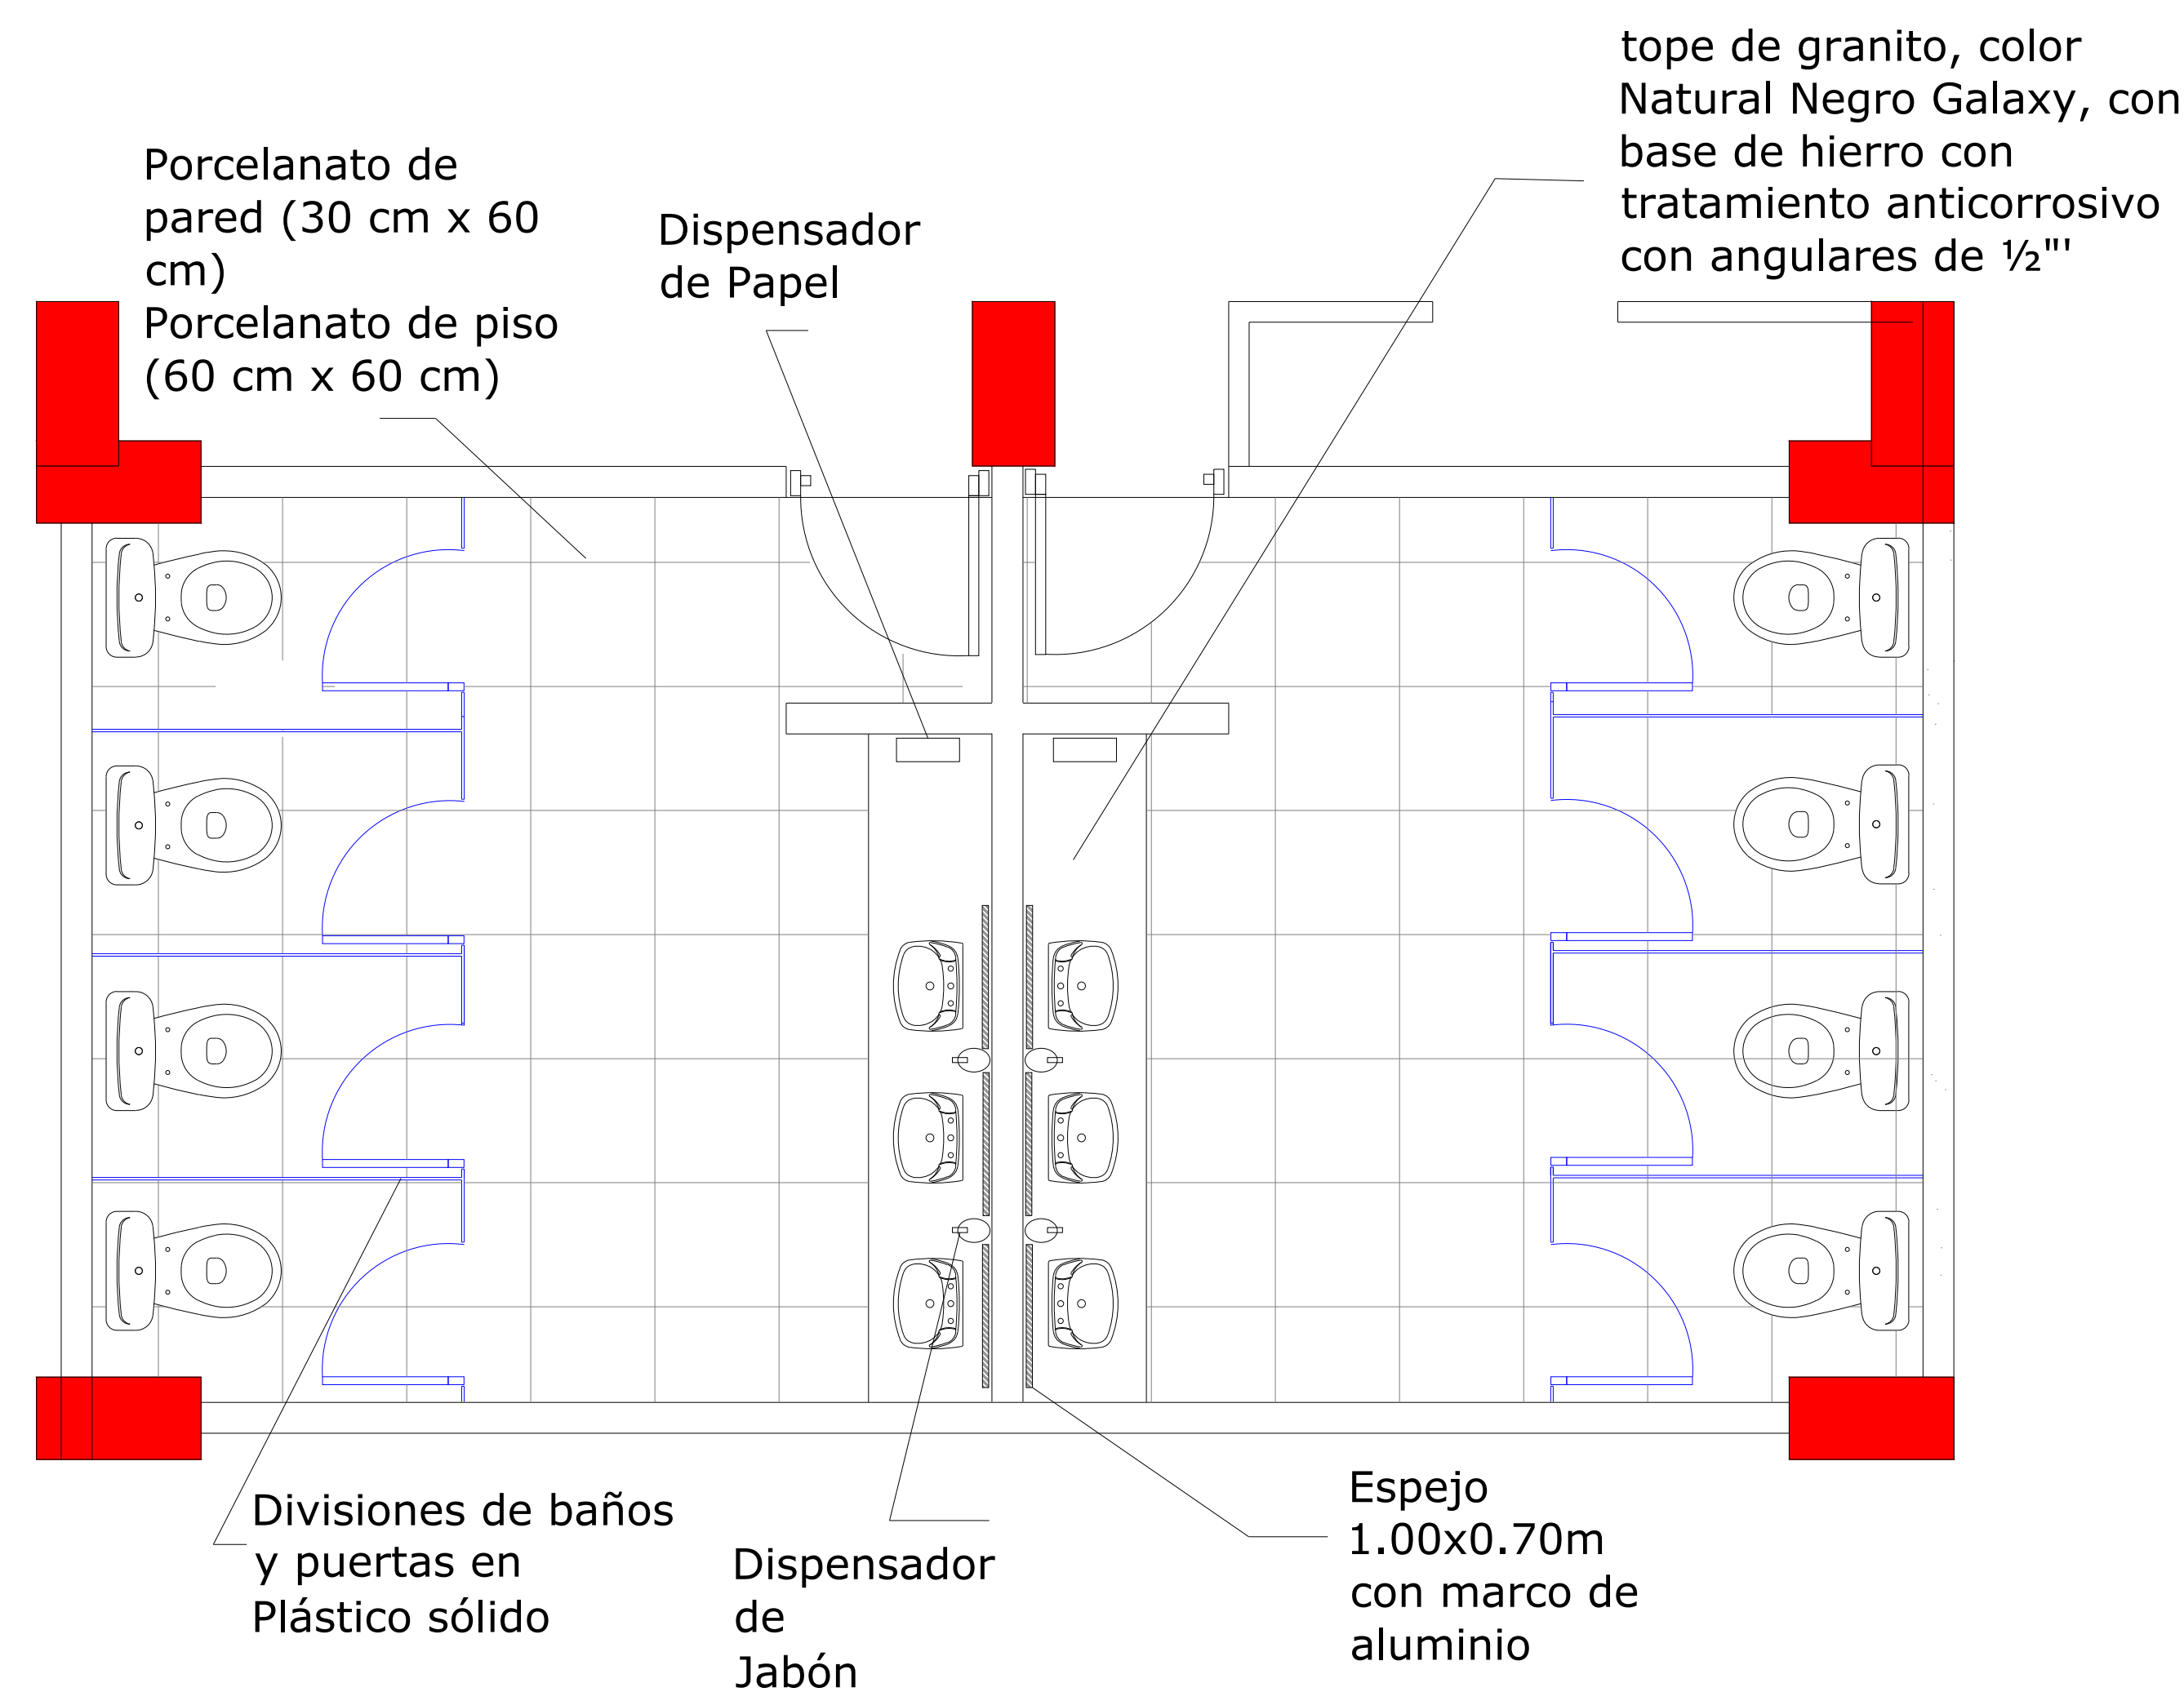 tope de granito, color
Natural Negro Galaxy, con
base de hierro con
tratamiento anticorrosivo
con angulares de ½"'
Porcelanato de
pared (30 cm x 60
cm)
Porcelanato de piso
(60 cm x 60 cm)
Dispensador
de Papel
Divisiones de baños
y puertas en
Plástico sólido
Dispensador
de
Jabón
Espejo
1.00x0.70m
con marco de
aluminio